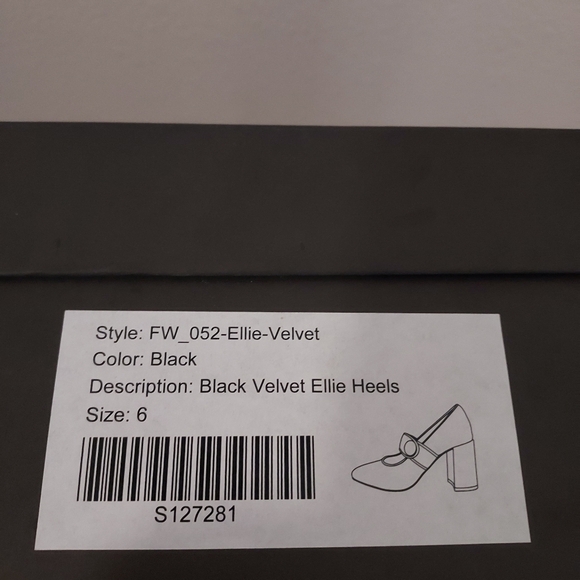 Style: FW_052-Ellie-Velvet
Color: Black
Description: Black Velvet Ellie Heels
Size: 6
S127281